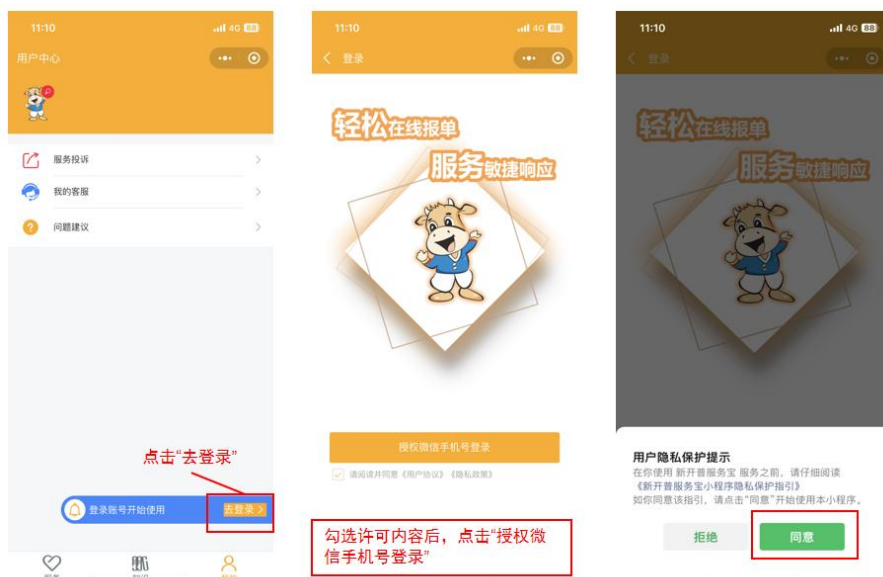 11:10
4G 88
用户中心
服务投诉
我的客服
问题建议
点击“去登录”
登录账号开始使用
去登录 >
知识
11:10
4G 88
登录
轻松在线报单
服务敏捷响应
授权微信手机号登录
请阅读并同意《用户协议》《隐私政策》
勾选许可内容后，点击“授权微
信手机号登录”
11:10
4G 88
登录
轻松在线报单
服务敏捷响应
用户隐私保护提示
在你使用 新开普服务宝 服务之前，请仔细阅读
《新开普服务宝小程序隐私保护指引》
如你同意该指引，请点击“同意”开始使用本小程序。
拒绝
同意